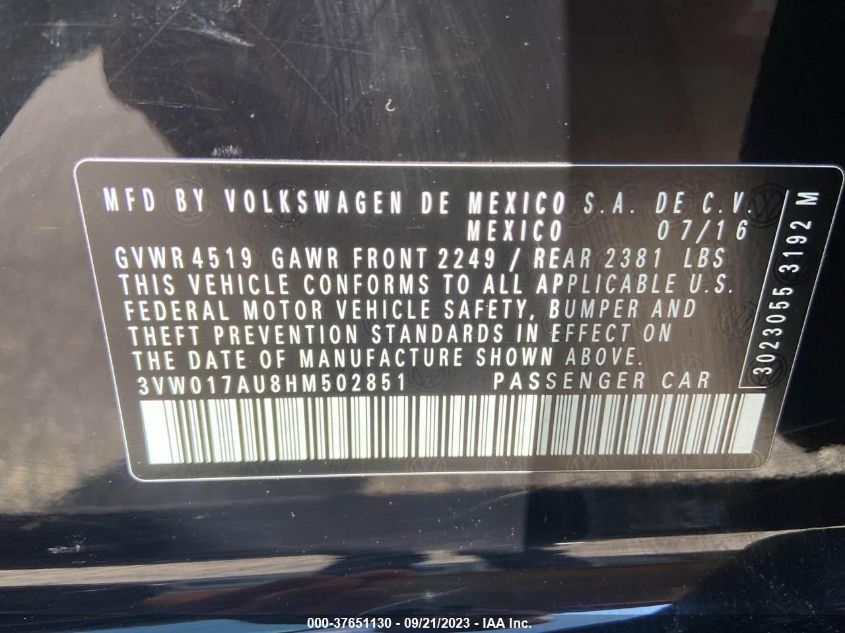 MFD BY VOLKSWAGEN DE MEXICO S.A. DE C.V.
MEXICO 07/16
GVWR 4519 GAWR FRONT 2249 / REAR 2381 LBS
THIS VEHICLE CONFORMS TO ALL APPLICABLE U.S.
FEDERAL MOTOR VEHICLE SAFETY, BUMPER AND
THEFT PREVENTION STANDARDS IN EFFECT ON
THE DATE OF MANUFACTURE SHOWN ABOVE.
3VW017AU8HM502851 PASSENGER CAR
3023055 3192 M
000-37651130 - 09/21/2023 - IAA Inc.